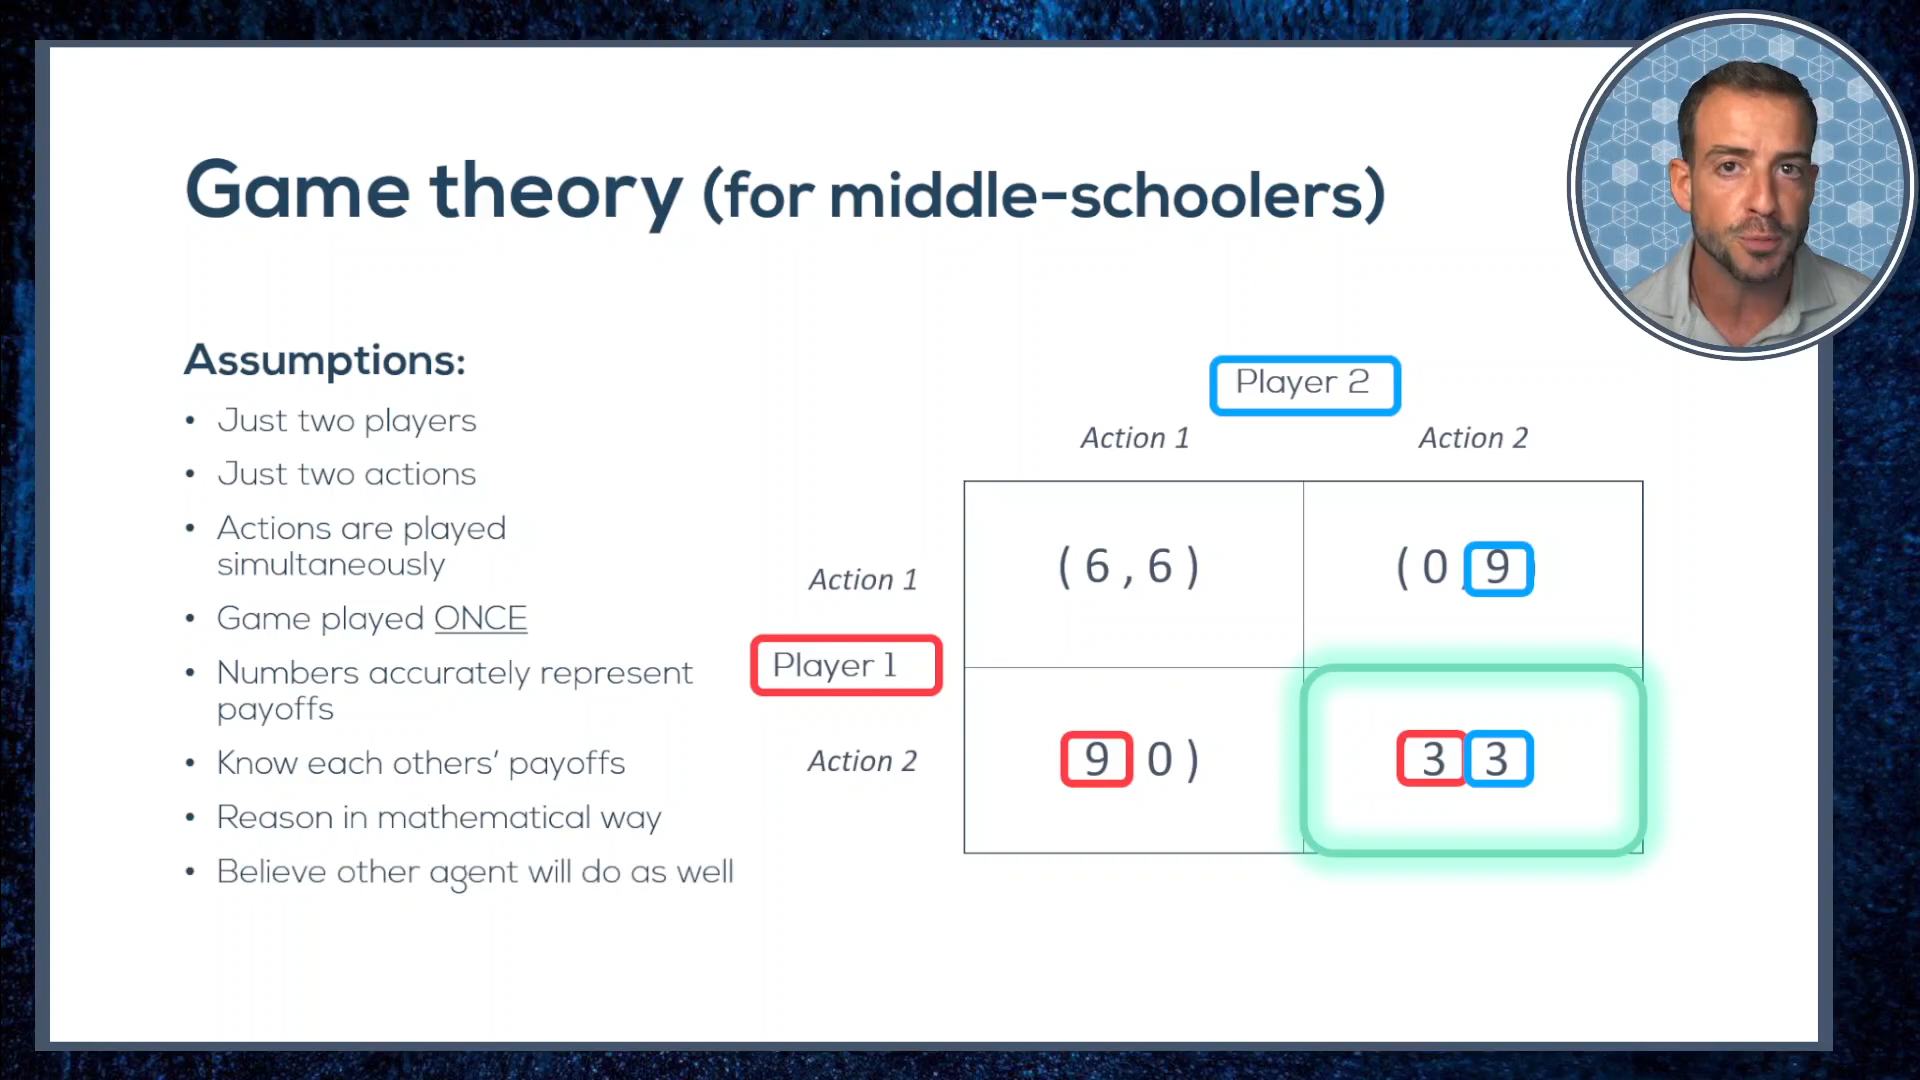 Game theory (for middle-schoolers)
Assumptions:
• Just two players
• Just two actions
• Actions are played
simultaneously
• Game played ONCE
• Numbers accurately represent
payoffs
• Know each others’ payoffs
• Reason in mathematical way
• Believe other agent will do as well
Player 2
Action 1 Action 2
Action 1 (6,6) (0 9
Player 1
Action 2 9 0) 3 3